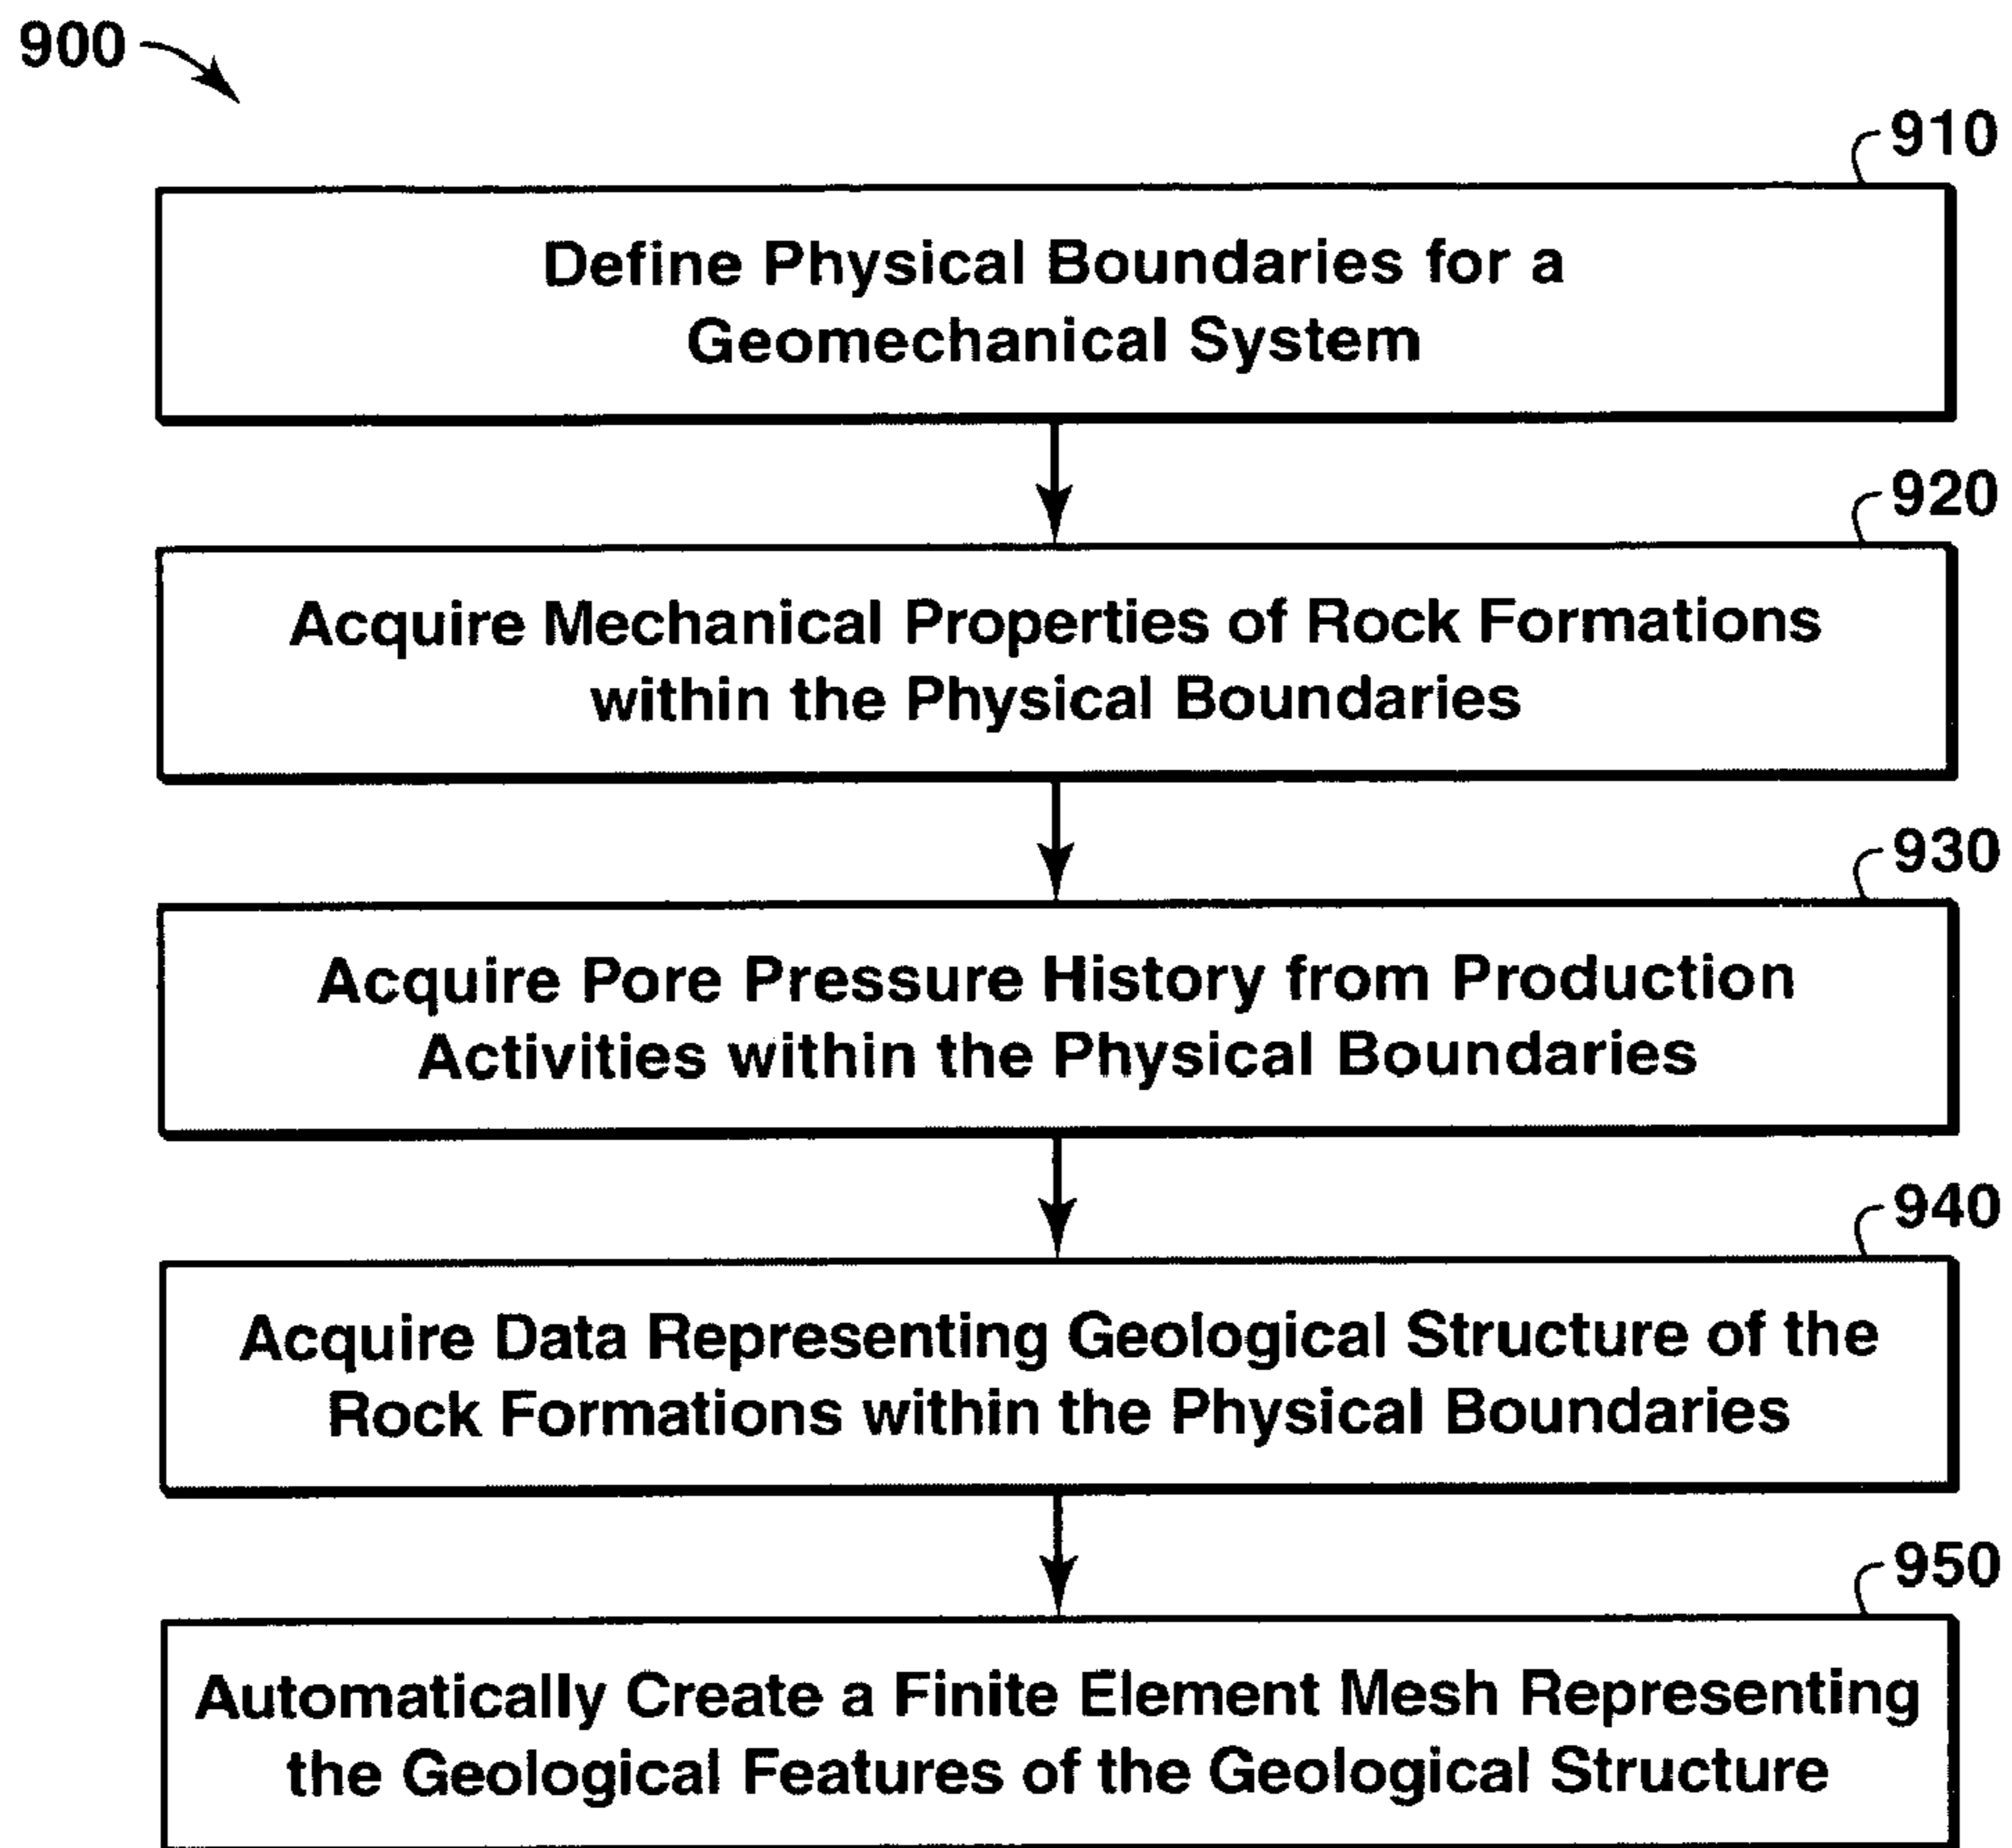 900
910
Define Physical Boundaries for a
Geomechanical System
920
Acquire Mechanical Properties of Rock Formations
within the Physical Boundaries
930
Acquire Pore Pressure History from Production
Activities within the Physical Boundaries
940
Acquire Data Representing Geological Structure of the
Rock Formations within the Physical Boundaries
950
Automatically Create a Finite Element Mesh Representing
the Geological Features of the Geological Structure